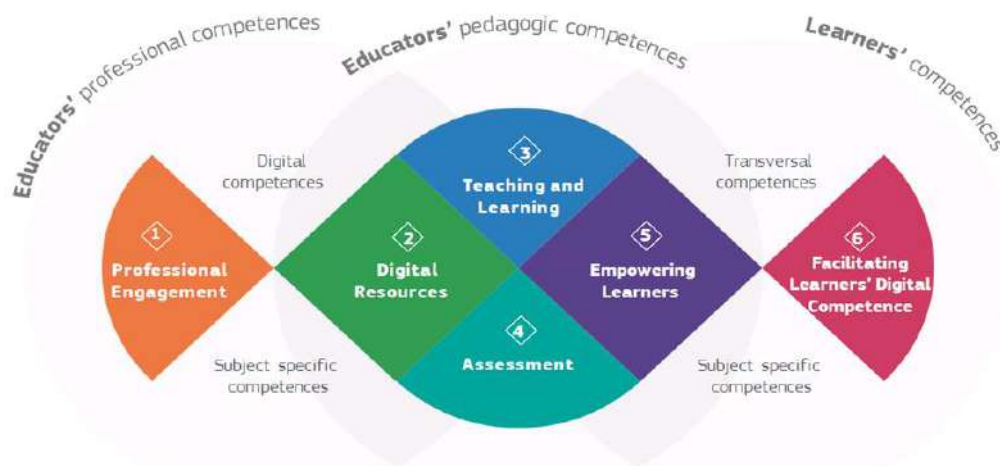 Educators' professional competences
Educators' pedagogic competences
Learners' competences
Digital
competences
Transversal
competences
1
Professional
Engagement
2
Digital
Resources
3
Teaching and
Learning
4
Assessment
5
Empowering
Learners
6
Facilitating
Learners' Digital
Competence
Subject specific
competences
Subject specific
competences